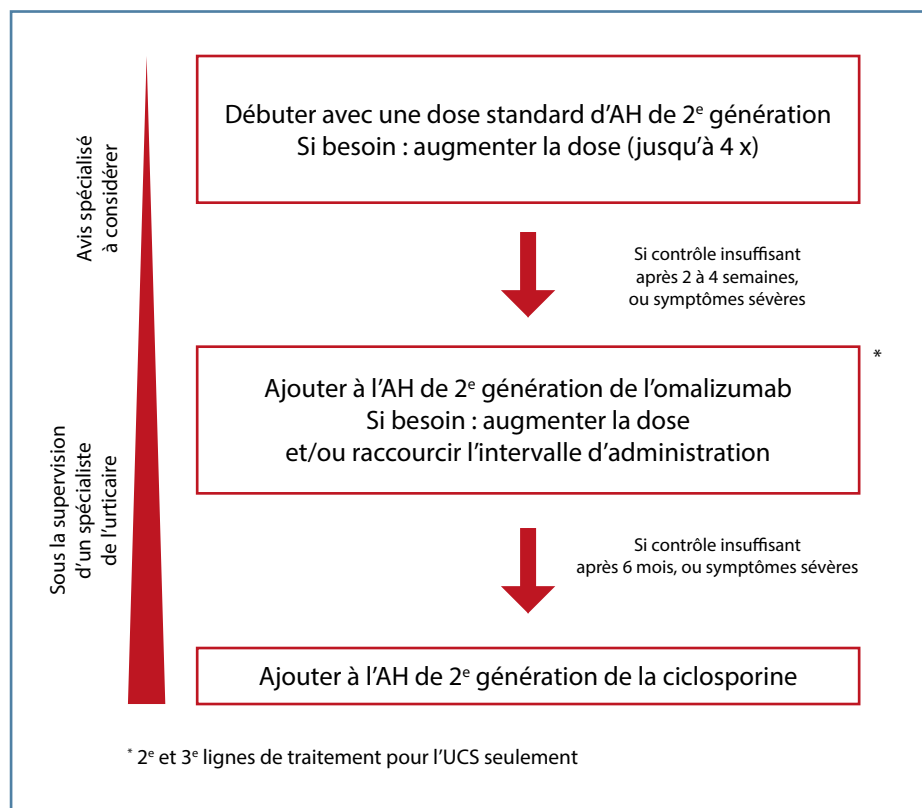 Débuter avec une dose standard d'AH de 2e génération
Si besoin : augmenter la dose (jusqu'à 4 x)
Avis spécialisé
à considérer
Si contrôle insuffisant
après 2 à 4 semaines,
ou symptômes sévères
*
Ajouter à l'AH de 2e génération de l'omalizumab
Si besoin : augmenter la dose
et/ou raccourcir l'intervalle d'administration
Sous la supervision
d'un spécialiste
de l'urticaire
Si contrôle insuffisant
après 6 mois, ou symptômes sévères
Ajouter à l'AH de 2e génération de la ciclosporine
* 2e et 3e lignes de traitement pour l'UCS seulement